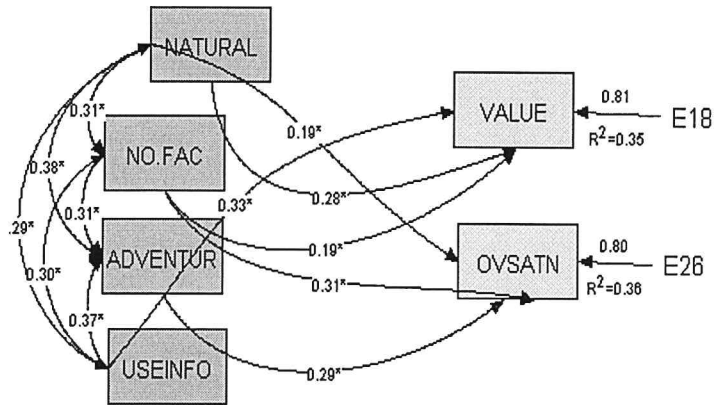 NATURAL
0.31*
0.19*
0.81
VALUE
E18
R²=0.35
NO.FAC
0.38*
0.33*
0.28*
0.31*
.29*
ADVENTUR
0.19*
0.80
OVSATN
E26
R²=0.36
0.30*
0.31*
0.37*
USEINFO
0.29*